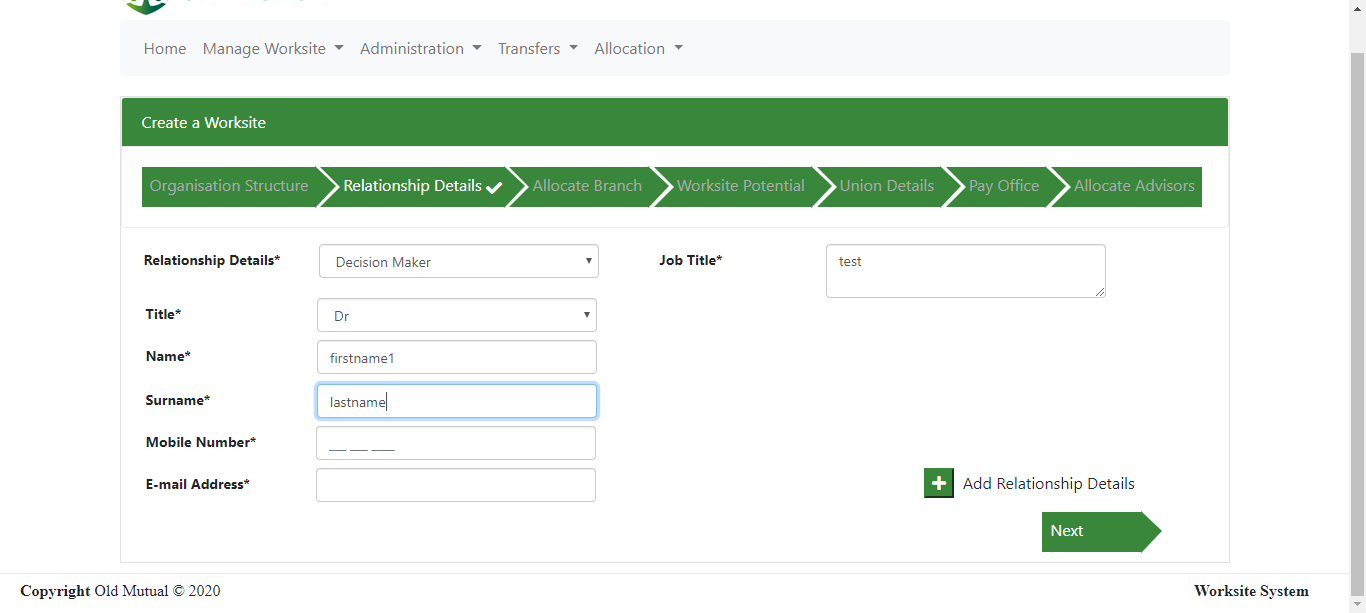 Home Manage Worksite Administration Transfers Allocation
Create a Worksite
Organisation Structure Relationship Details Allocate Branch Worksite Potential Union Details Pay Office Allocate Advisors
Relationship Details* Decision Maker Job Title* test
Title* Dr
Name* firstname1
Surname* lastname
Mobile Number* ___ ___ ____
E-mail Address*
Add Relationship Details
Next
Copyright Old Mutual © 2020 Worksite System